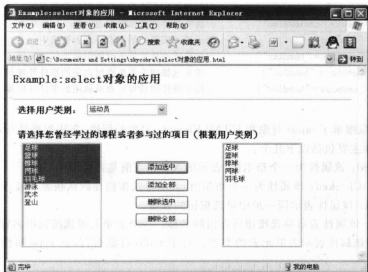 Example:select对象的应用 - Microsoft Internet Explorer
文件(F) 编辑(E) 查看(V) 收藏(A) 工具(T) 帮助(H)
后退 搜索 收藏夹
地址(D) C:\Documents and Settings\skycobra\select对象的应用.html 转到
Example:select对象的应用
选择用户类别: 运动员
请选择您曾经学过的课程或者参与过的项目(根据用户类别)
足球
篮球
排球
网球
羽毛球
游泳
武术
登山
添加选中
添加全部
删除选中
删除全部
足球
篮球
排球
网球
羽毛球
完毕 我的电脑